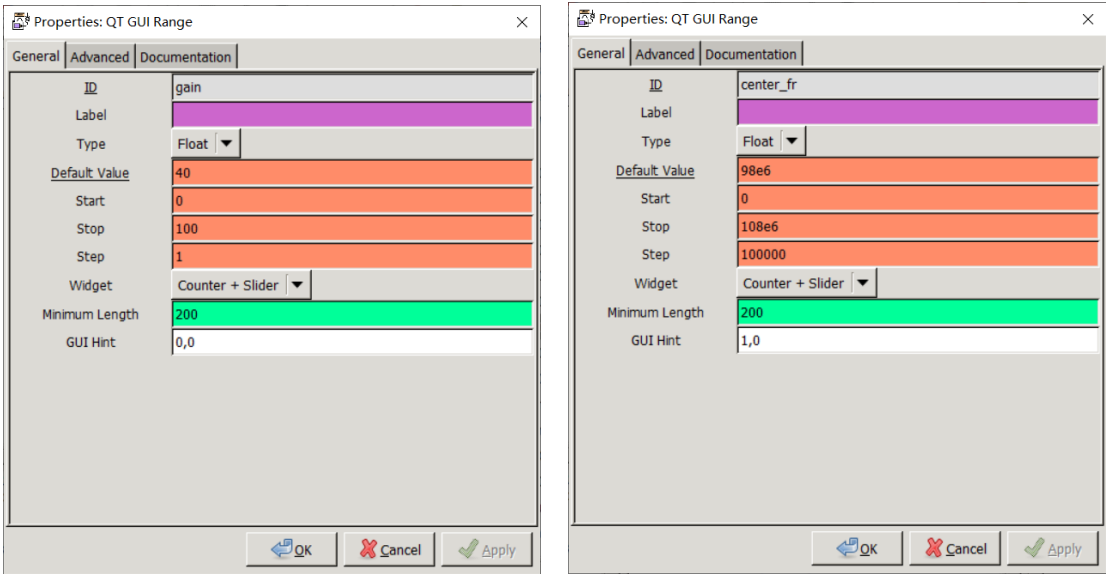 Properties: QT GUI Range
General Advanced Documentation
ID gain
Label
Type Float
Default Value 40
Start 0
Stop 100
Step 1
Widget Counter + Slider
Minimum Length 200
GUI Hint 0,0
OK Cancel Apply
Properties: QT GUI Range
General Advanced Documentation
ID center_fr
Label
Type Float
Default Value 98e6
Start 0
Stop 108e6
Step 100000
Widget Counter + Slider
Minimum Length 200
GUI Hint 1,0
OK Cancel Apply